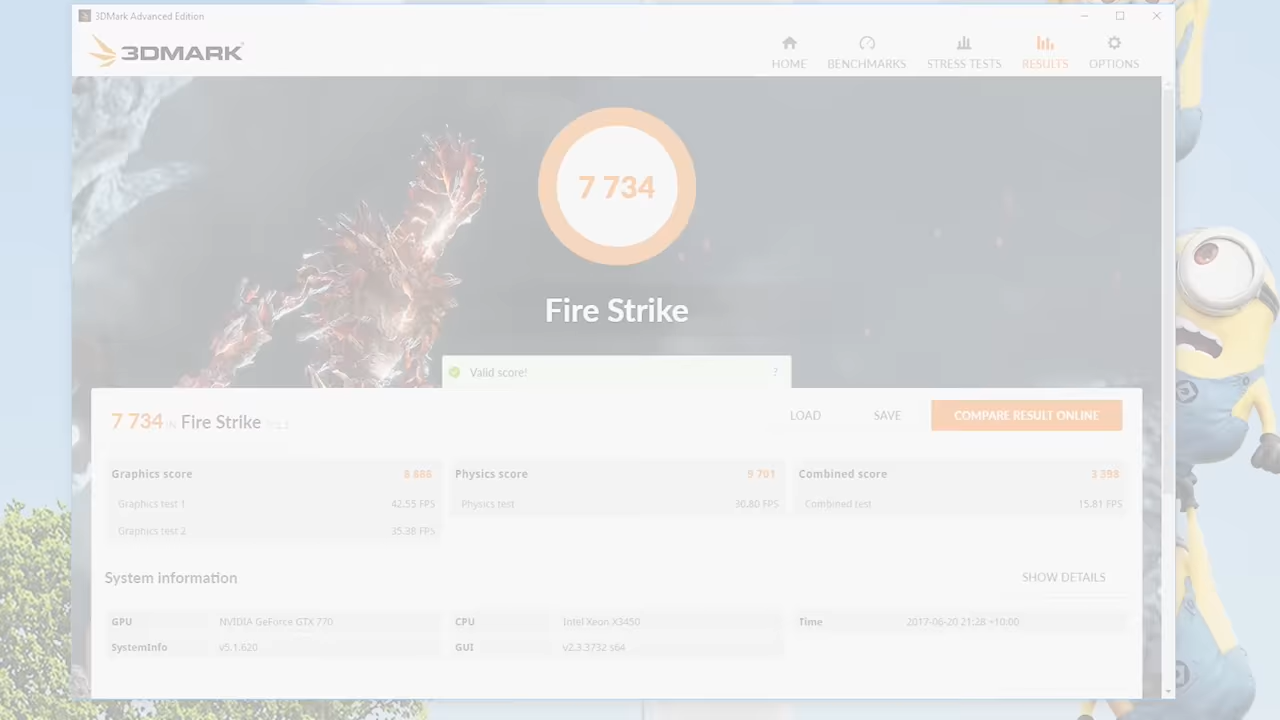 3DMark Advanced Edition
3DMARK
HOME BENCHMARKS STRESS TESTS RESULTS OPTIONS
7 734
Fire Strike
Valid score! ?
7 734 IN Fire Strike
LOAD SAVE COMPARE RESULT ONLINE
Graphics score 8 686 Physics score 9 701 Combined score 3 398
Graphics test 1 42.55 FPS Physics test 30.80 FPS Combined test 15.81 FPS
Graphics test 2 35.38 FPS
System information SHOW DETAILS
GPU NVIDIA GeForce GTX 770 CPU Intel Xeon X3450 Time 2017-06-20 21:28 +10:00
SystemInfo v5.1.620 GUI v2.3.3732 s64